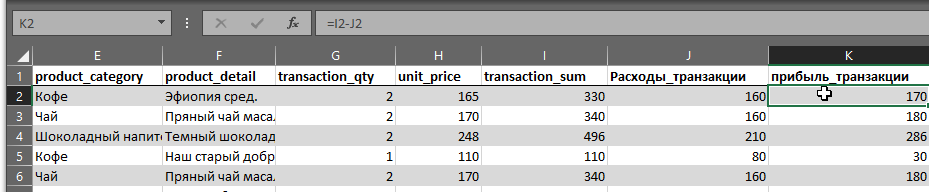 K2 fx =I2-J2
E F G H I J K
1 product_category product_detail transaction_qty unit_price transaction_sum Расходы_транзакции прибыль_транзакции
2 Кофе Эфиопия сред. 2 165 330 160 170
3 Чай Пряный чай маса. 2 170 340 160 180
4 Шоколадный напит Темный шоколад 2 248 496 210 286
5 Кофе Наш старый добр 1 110 110 80 30
6 Чай Пряный чай маса. 2 170 340 160 180